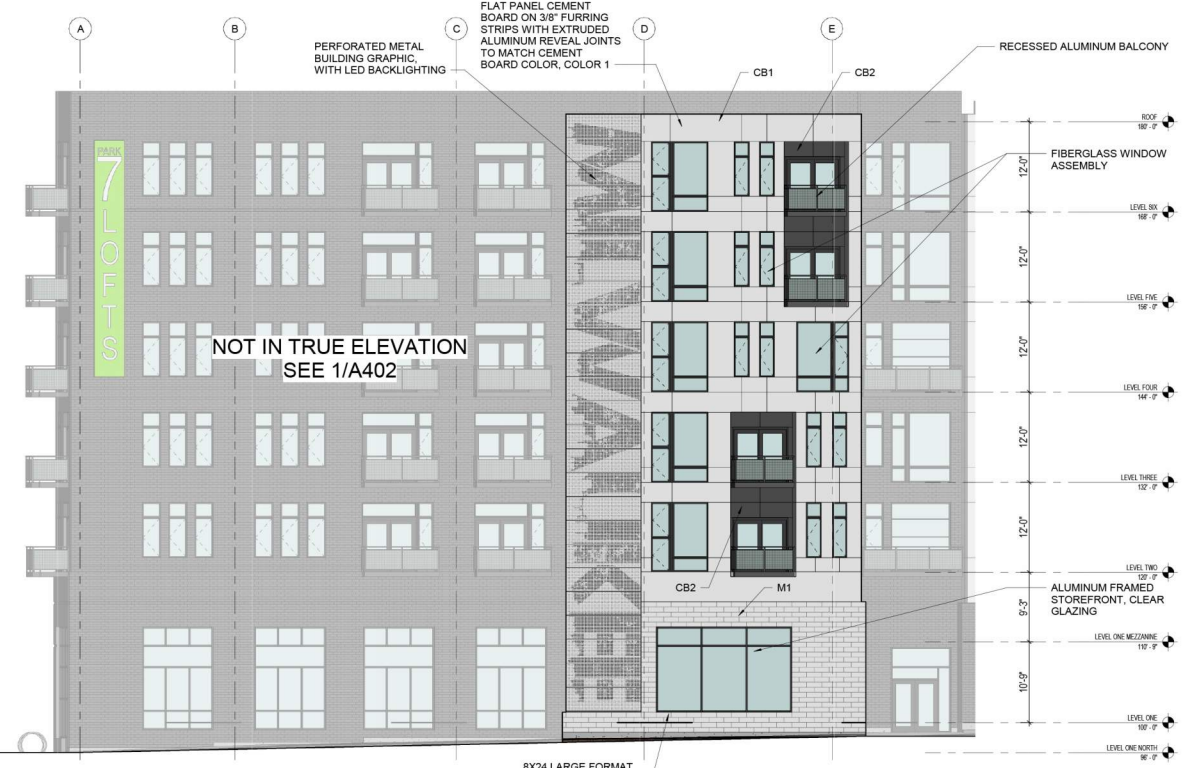 FLAT PANEL CEMENT
BOARD ON 3/8" FURRING
STRIPS WITH EXTRUDED
ALUMINUM REVEAL JOINTS
TO MATCH CEMENT
BOARD COLOR, COLOR 1
A
B
C
D
E
PERFORATED METAL
BUILDING GRAPHIC,
WITH LED BACKLIGHTING
CB1
CB2
RECESSED ALUMINUM BALCONY
ROOF
180' - 0"
PARK
7 LOFTS
12'-0"
FIBERGLASS WINDOW
ASSEMBLY
LEVEL SIX
168' - 0"
12'-0"
LEVEL FIVE
156' - 0"
NOT IN TRUE ELEVATION
SEE 1/A402
12'-0"
LEVEL FOUR
144' - 0"
12'-0"
LEVEL THREE
132' - 0"
12'-0"
LEVEL TWO
120' - 0"
CB2
M1
ALUMINUM FRAMED
STOREFRONT, CLEAR
GLAZING
9'-3"
LEVEL ONE MEZZANINE
110' - 9"
10'-9"
LEVEL ONE
100' - 0"
LEVEL ONE NORTH
96' - 0"
8X24 LARGE FORMAT